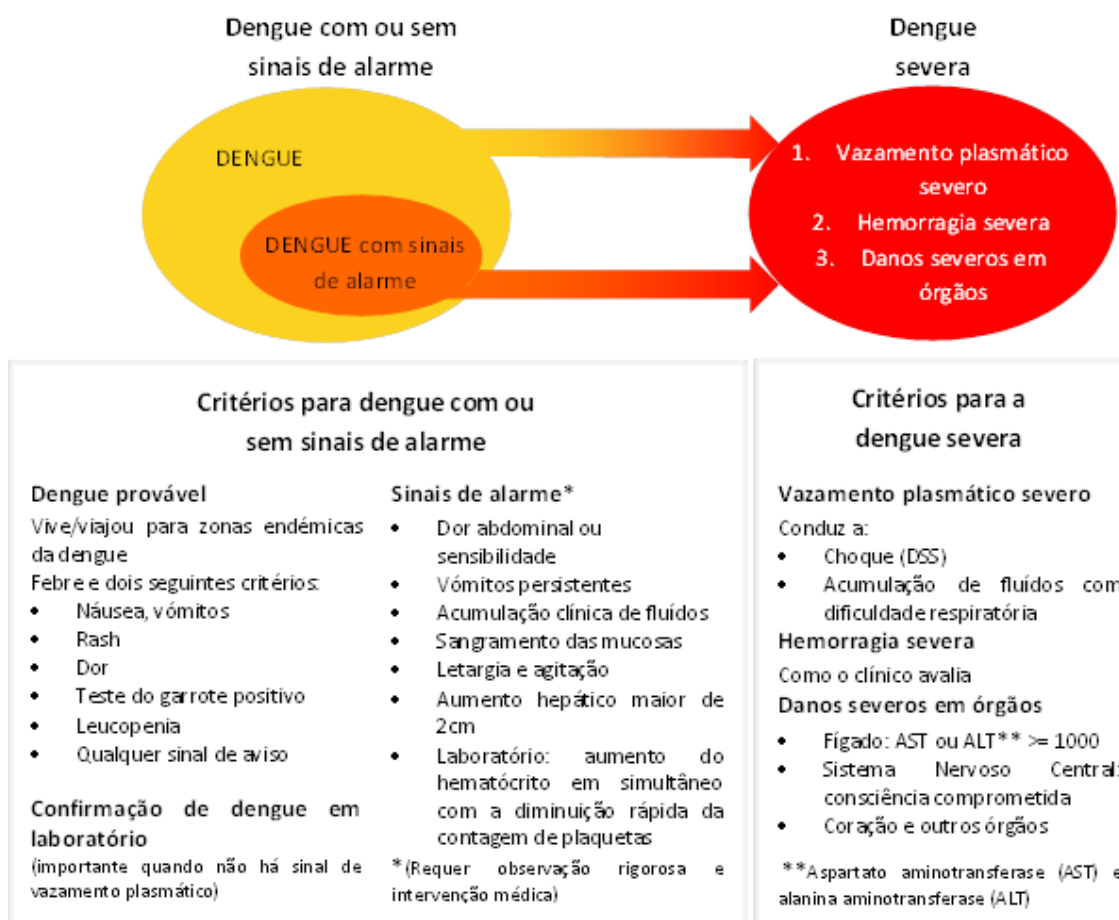 Dengue com ou sem
sinais de alarme
Dengue
severa
DENGUE
DENGUE com sinais
de alarme
1. Vazamento plasmático
severo
2. Hemorragia severa
3. Danos severos em
órgãos
Critérios para dengue com ou
sem sinais de alarme
Dengue provável
Vive/viajou para zonas endémicas
da dengue
Febre e dois seguintes critérios:
• Náusea, vómitos
• Rash
• Dor
• Teste do garrote positivo
• Leucopenia
• Qualquer sinal de aviso
Confirmação de dengue em
laboratório
(importante quando não há sinal de
vazamento plasmático)
Sinais de alarme*
• Dor abdominal ou
sensibilidade
• Vómitos persistentes
• Acumulação clínica de fluídos
• Sangramento das mucosas
• Letargia e agitação
• Aumento hepático maior de
2cm
• Laboratório: aumento do
hematócrito em simultâneo
com a diminuição rápida da
contagem de plaquetas
*(Requer observação rigorosa e
intervenção médica)
Critérios para a
dengue severa
Vazamento plasmático severo
Conduz a:
• Choque (DSS)
• Acumulação de fluídos com
dificuldade respiratória
Hemorragia severa
Como o clínico avalia
Danos severos em órgãos
• Fígado: AST ou ALT** >= 1000
• Sistema Nervoso Central:
consciência comprometida
• Coração e outros órgãos
**Aspartato aminotransferase (AST) e
alanina aminotransferase (ALT)